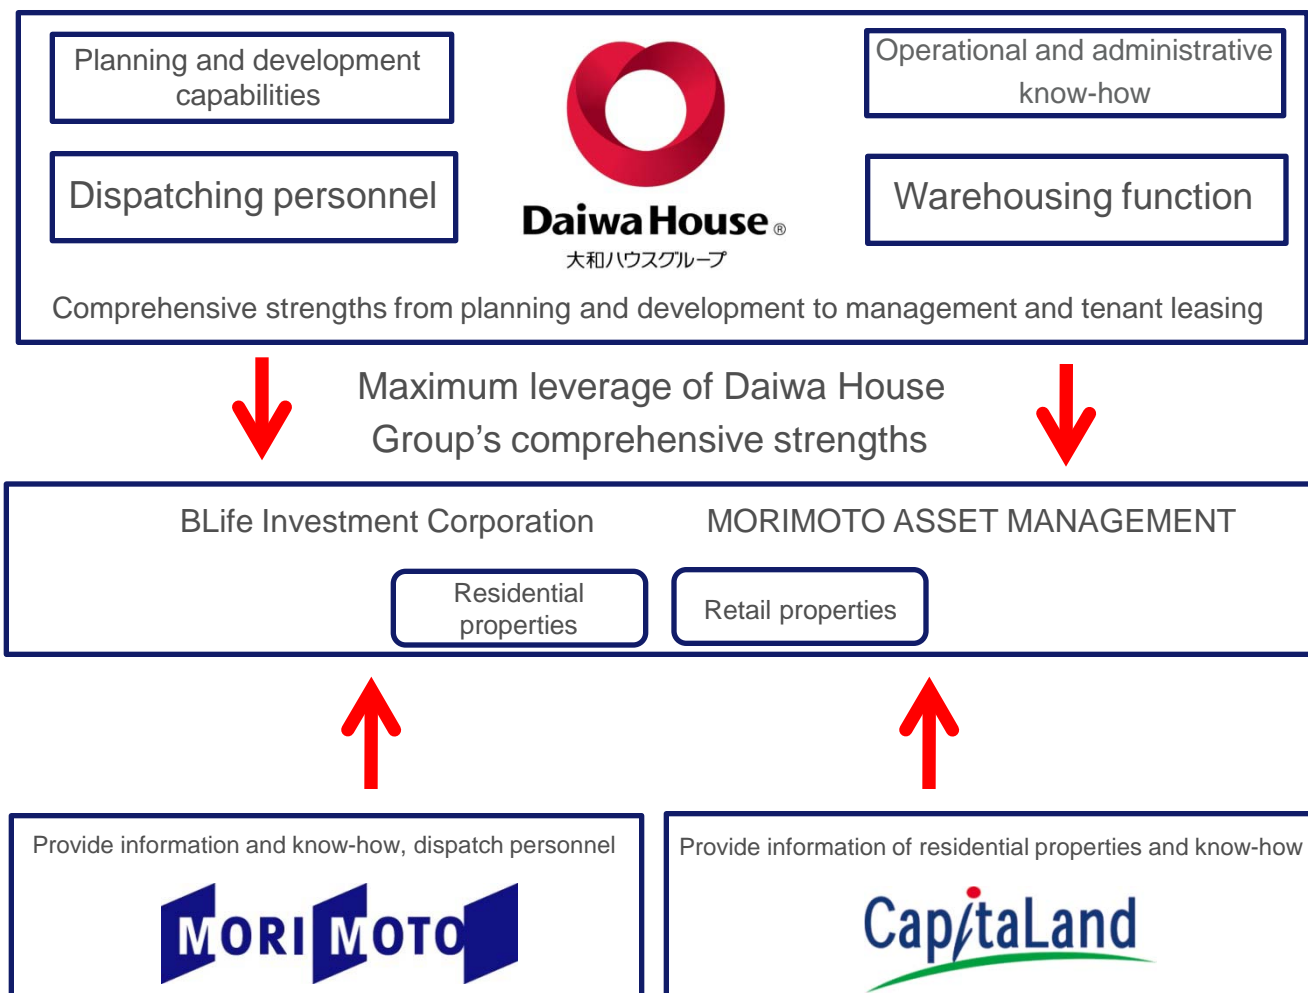 Planning and development
capabilities
Operational and administrative
know-how
Dispatching personnel
Warehousing function
Daiwa House ®
大和ハウスグループ
Comprehensive strengths from planning and development to management and tenant leasing
Maximum leverage of Daiwa House
Group's comprehensive strengths
BLife Investment Corporation
MORIMOTO ASSET MANAGEMENT
Residential
properties
Retail properties
Provide information and know-how, dispatch personnel
MORIMOTO
Provide information of residential properties and know-how
CapitaLand